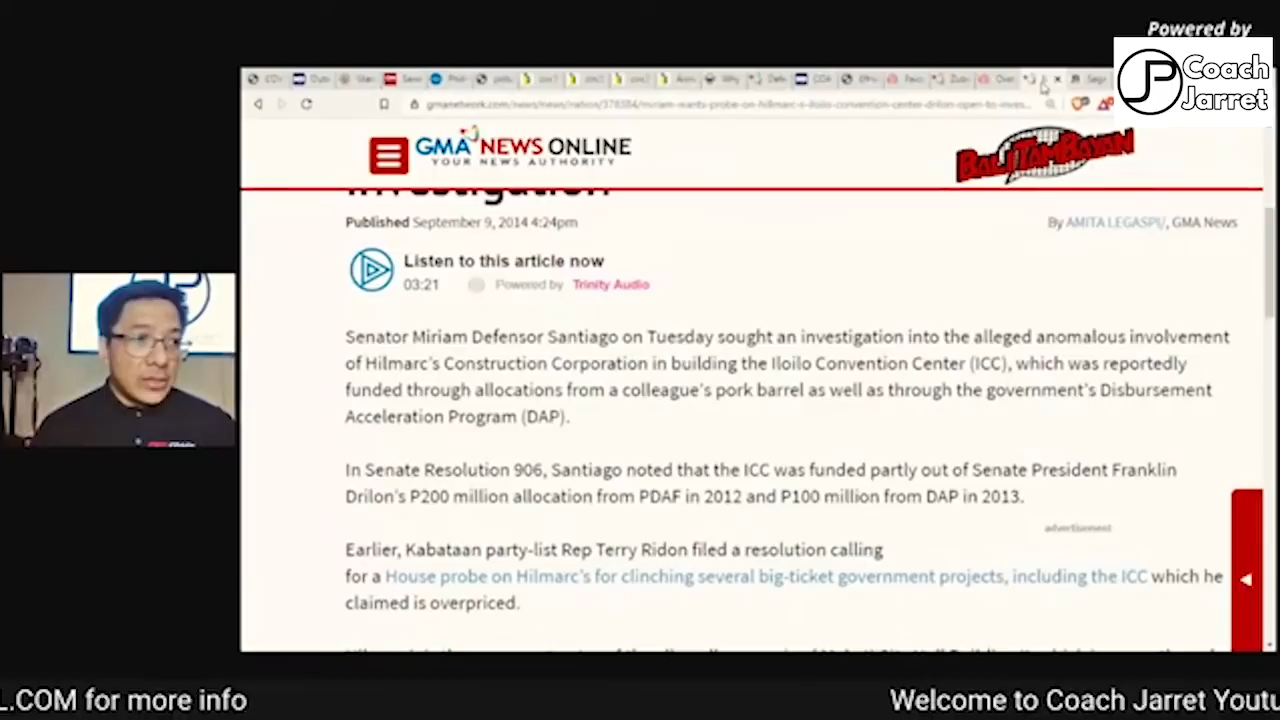 Powered by
Coach
Jarret
GMA NEWS ONLINE
YOUR NEWS AUTHORITY
BALITAMBAYAN
Investigation
Published September 9, 2014 4:24pm
By AMITA LEGASPI, GMA News
Listen to this article now
03:21 Powered by Trinity Audio
Senator Miriam Defensor Santiago on Tuesday sought an investigation into the alleged anomalous involvement
of Hilmarc's Construction Corporation in building the Iloilo Convention Center (ICC), which was reportedly
funded through allocations from a colleague's pork barrel as well as through the government's Disbursement
Acceleration Program (DAP).
In Senate Resolution 906, Santiago noted that the ICC was funded partly out of Senate President Franklin
Drilon's P200 million allocation from PDAF in 2012 and P100 million from DAP in 2013.
advertisement
Earlier, Kabataan party-list Rep Terry Ridon filed a resolution calling
for a House probe on Hilmarc's for clinching several big-ticket government projects, including the ICC which he
claimed is overpriced.
L.COM for more info
Welcome to Coach Jarret Youtu